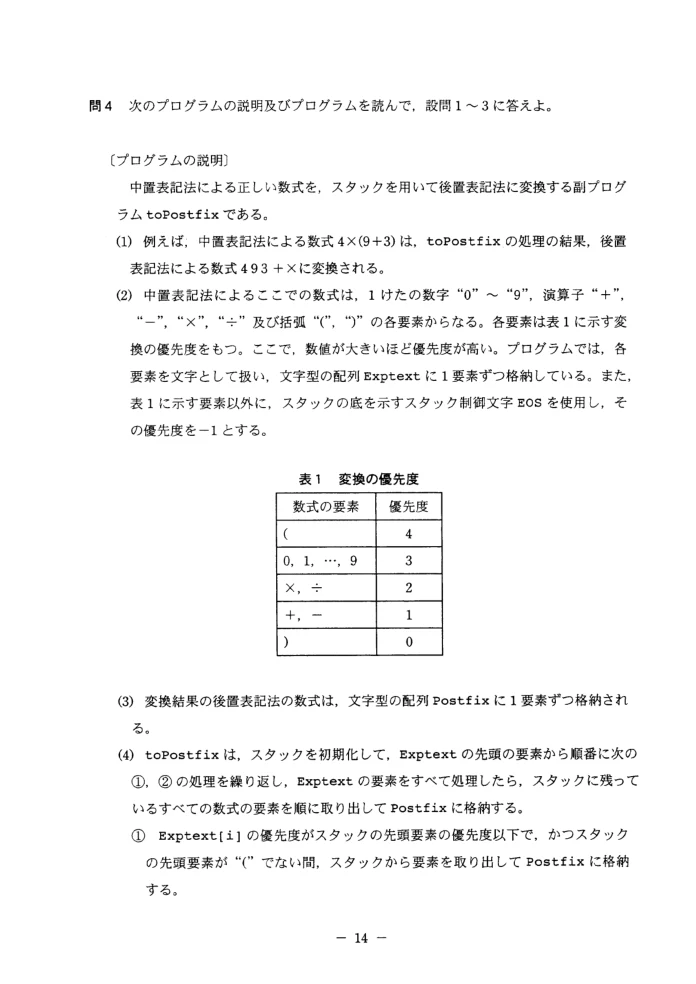 問4 次のプログラムの説明及びプログラムを読んで，設問1～3に答えよ。
〔プログラムの説明〕
中置表記法による正しい数式を，スタックを用いて後置表記法に変換する副プログ
ラム toPostfix である。
(1) 例えば，中置表記法による数式 4×(9+3) は，toPostfix の処理の結果，後置
表記法による数式 4 9 3 ＋×に変換される。
(2) 中置表記法によるここでの数式は，1けたの数字“0”～“9”，演算子“＋”，
“－”，“×”，“÷”及び括弧“(”，“)”の各要素からなる。各要素は表1に示す変
換の優先度をもつ。ここで，数値が大きいほど優先度が高い。プログラムでは，各
要素を文字として扱い，文字型の配列 Exptext に1要素ずつ格納している。また，
表1に示す要素以外に，スタックの底を示すスタック制御文字 EOS を使用し，そ
の優先度を－1とする。
表1 変換の優先度
数式の要素 優先度
( 4
0，1，…，9 3
×，÷ 2
＋，－ 1
) 0
(3) 変換結果の後置表記法の数式は，文字型の配列 Postfix に1要素ずつ格納され
る。
(4) toPostfix は，スタックを初期化して，Exptext の先頭の要素から順番に次の
①，②の処理を繰り返し，Exptext の要素をすべて処理したら，スタックに残って
いるすべての数式の要素を順に取り出して Postfix に格納する。
① Exptext[i] の優先度がスタックの先頭要素の優先度以下で，かつスタック
の先頭要素が“(”でない間，スタックから要素を取り出して Postfix に格納
する。
－ 14 －